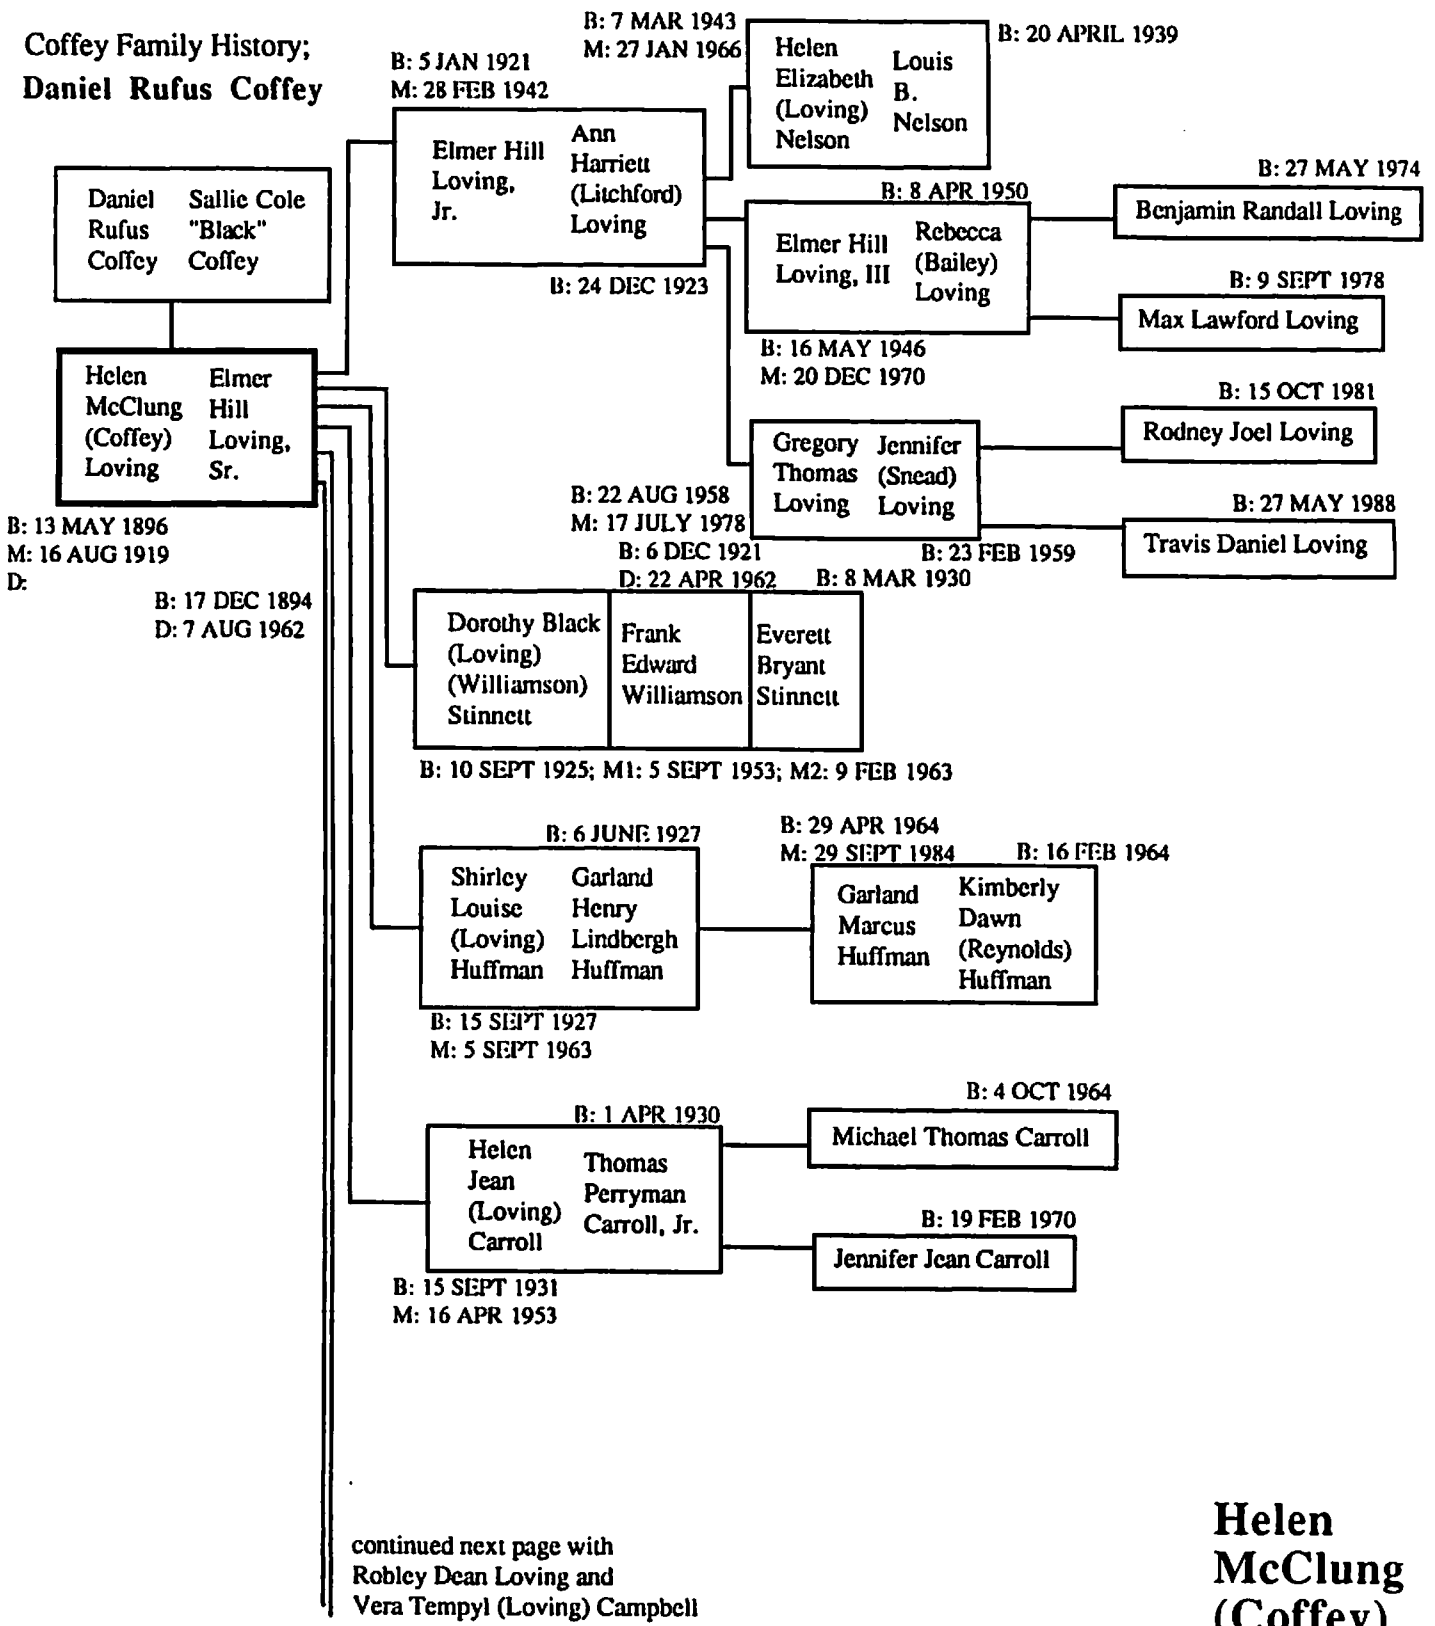 Coffey Family History;
Daniel Rufus Coffey
Daniel
Rufus
Coffey
Sallie Cole
"Black"
Coffey
Helen
McClung
(Coffey)
Loving
Elmer
Hill
Loving,
Sr.
B: 13 MAY 1896
M: 16 AUG 1919
D:
B: 17 DEC 1894
D: 7 AUG 1962
B: 5 JAN 1921
M: 28 FEB 1942
Elmer Hill
Loving,
Jr.
Ann
Harriett
(Litchford)
Loving
B: 24 DEC 1923
B: 7 MAR 1943
M: 27 JAN 1966
Helen
Elizabeth
(Loving)
Nelson
Louis
B.
Nelson
B: 20 APRIL 1939
B: 8 APR 1950
Elmer Hill
Loving, III
Rebecca
(Bailey)
Loving
B: 16 MAY 1946
M: 20 DEC 1970
B: 27 MAY 1974
Benjamin Randall Loving
B: 9 SEPT 1978
Max Lawford Loving
Gregory
Thomas
Loving
Jennifer
(Snead)
Loving
B: 22 AUG 1958
M: 17 JULY 1978
B: 23 FEB 1959
B: 15 OCT 1981
Rodney Joel Loving
B: 27 MAY 1988
Travis Daniel Loving
B: 6 DEC 1921
D: 22 APR 1962
B: 8 MAR 1930
Dorothy Black
(Loving)
(Williamson)
Stinnett
Frank
Edward
Williamson
Everett
Bryant
Stinnett
B: 10 SEPT 1925; M1: 5 SEPT 1953; M2: 9 FEB 1963
B: 6 JUNE 1927
Shirley
Louise
(Loving)
Huffman
Garland
Henry
Lindbergh
Huffman
B: 15 SEPT 1927
M: 5 SEPT 1963
B: 29 APR 1964
M: 29 SEPT 1984
B: 16 FEB 1964
Garland
Marcus
Huffman
Kimberly
Dawn
(Reynolds)
Huffman
B: 1 APR 1930
Helen
Jean
(Loving)
Carroll
Thomas
Perryman
Carroll, Jr.
B: 15 SEPT 1931
M: 16 APR 1953
B: 4 OCT 1964
Michael Thomas Carroll
B: 19 FEB 1970
Jennifer Jean Carroll
continued next page with
Robley Dean Loving and
Vera Tempyl (Loving) Campbell
Helen
McClung
(Coffey)